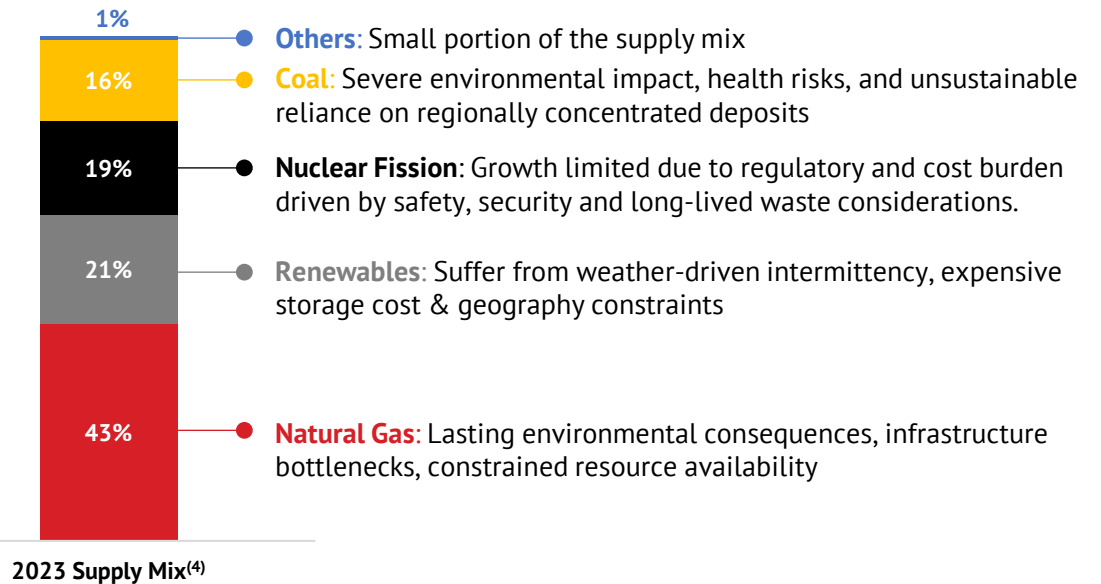 1%
Others: Small portion of the supply mix
16%
Coal: Severe environmental impact, health risks, and unsustainable
reliance on regionally concentrated deposits
19%
Nuclear Fission: Growth limited due to regulatory and cost burden
driven by safety, security and long-lived waste considerations.
21%
Renewables: Suffer from weather-driven intermittency, expensive
storage cost & geography constraints
43%
Natural Gas: Lasting environmental consequences, infrastructure
bottlenecks, constrained resource availability
2023 Supply Mix(4)